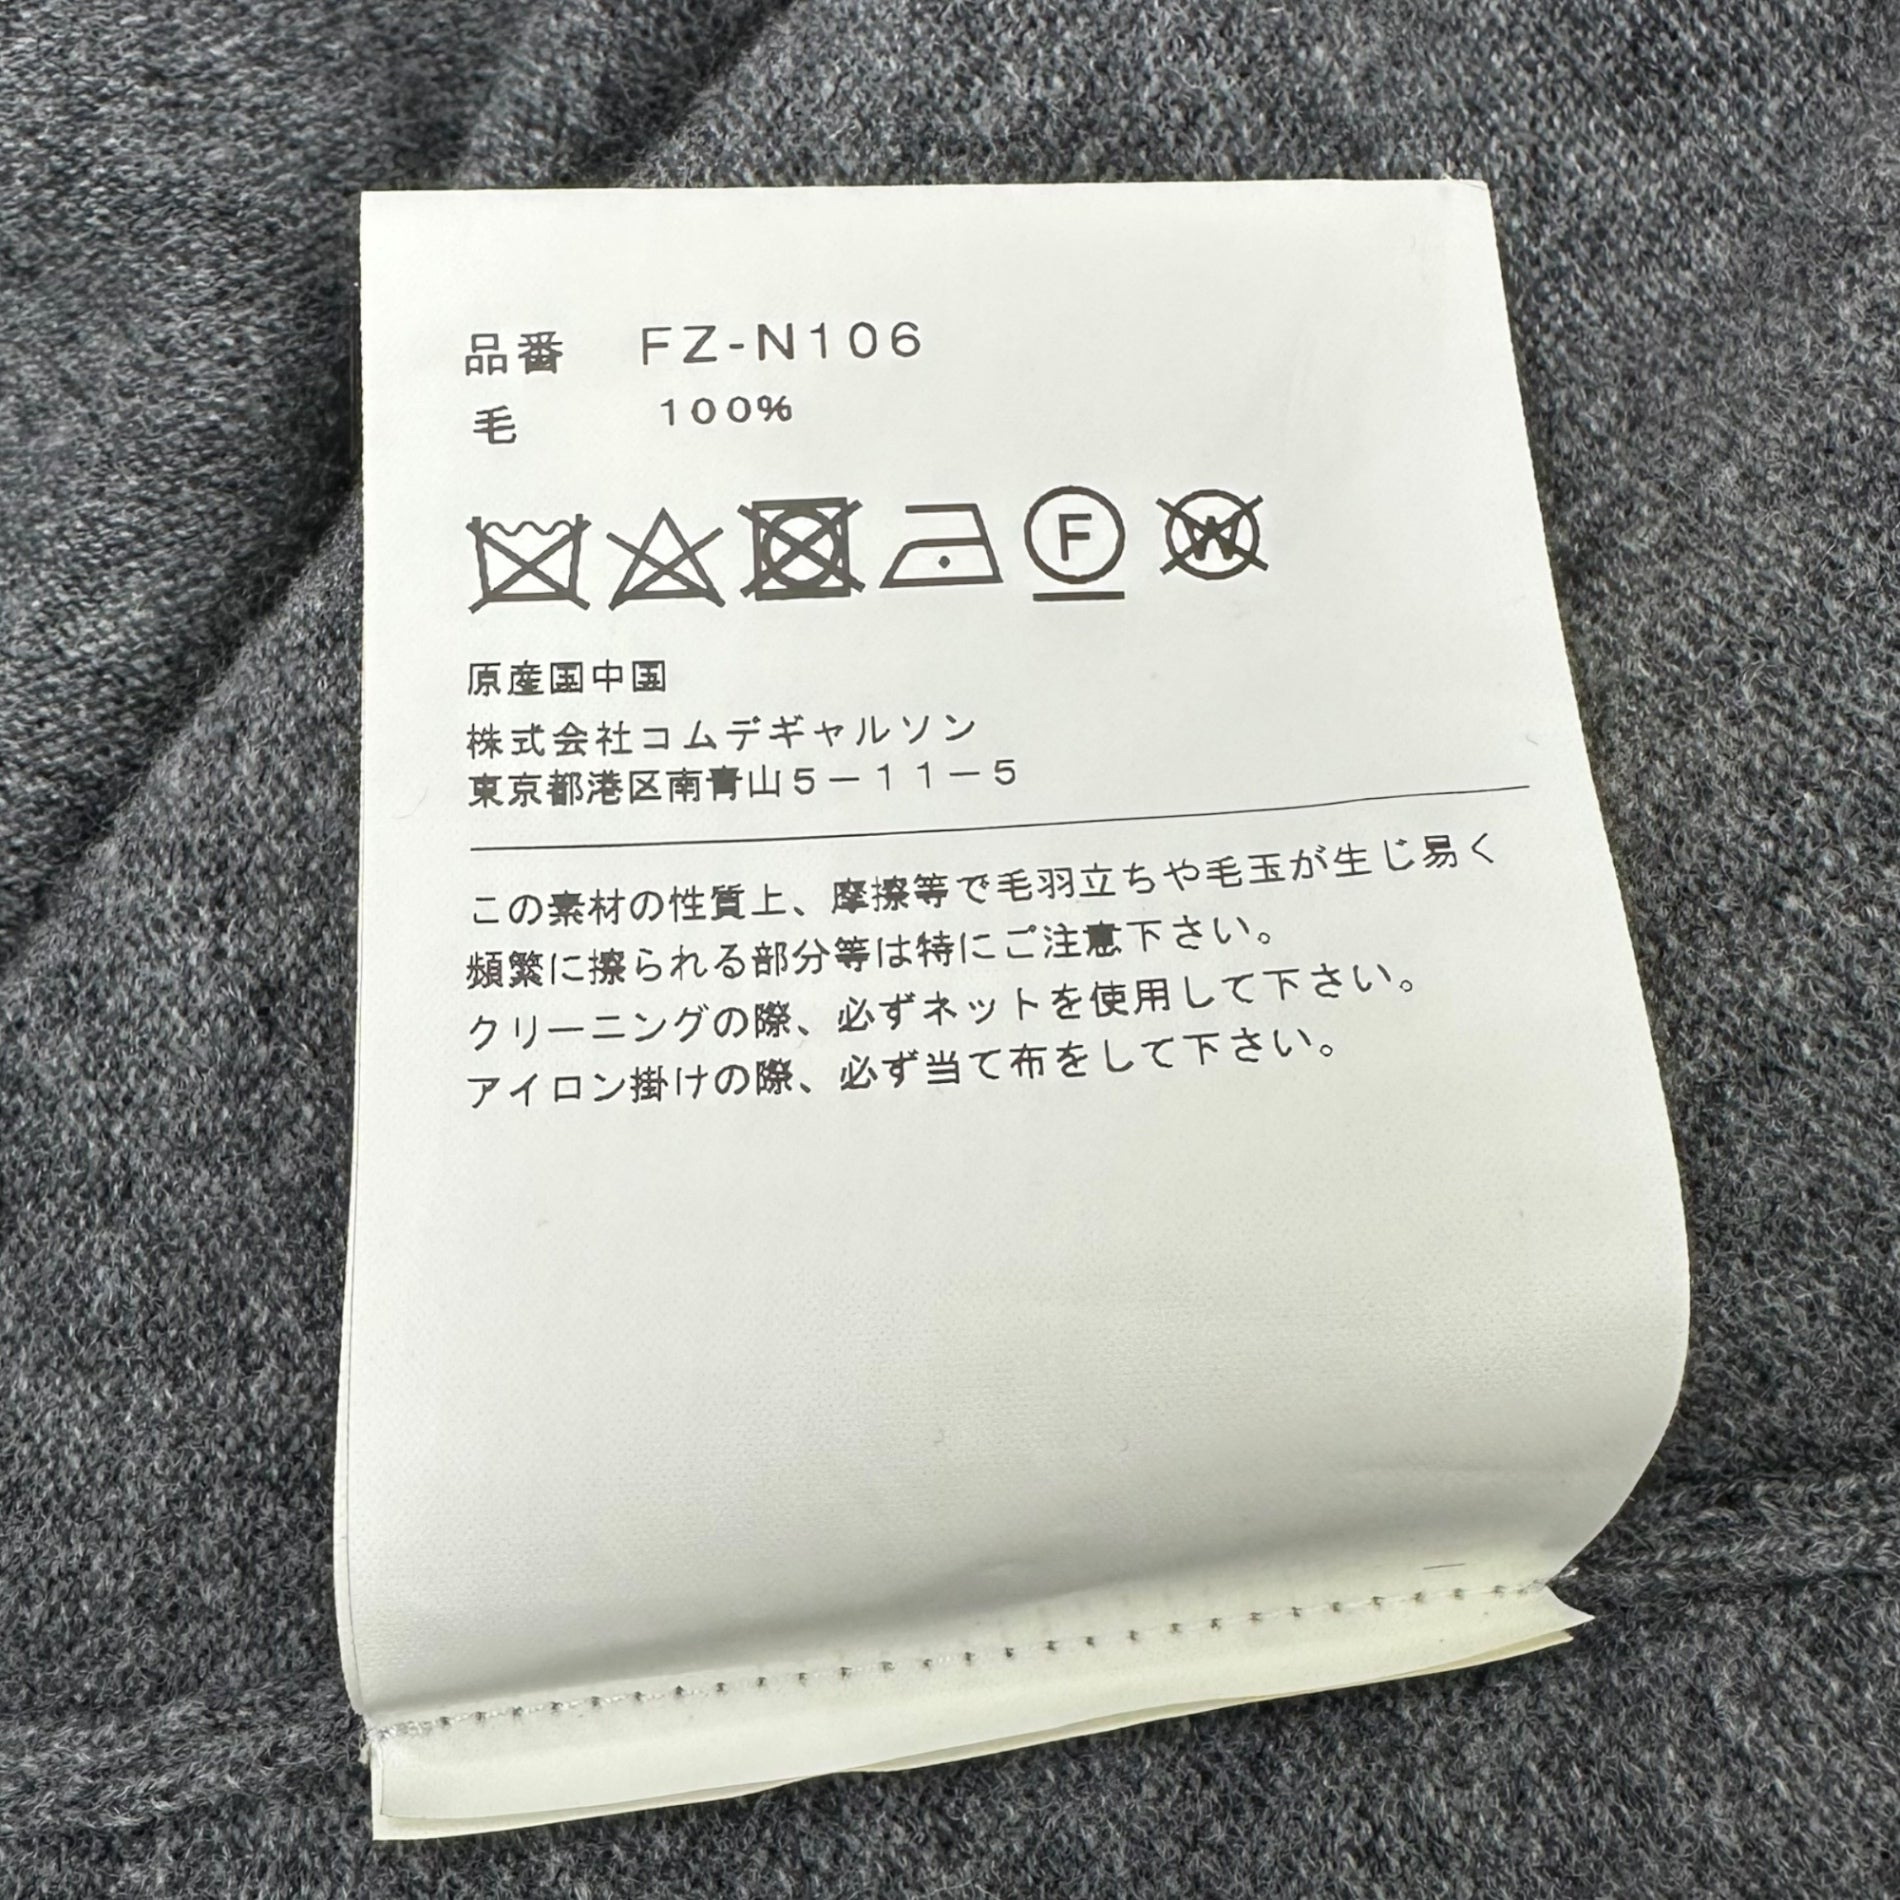 品番 FZ-N106
毛 100%
F W
原産国中国
株式会社コムデギャルソン
東京都港区南青山5-11-5
この素材の性質上、摩擦等で毛羽立ちや毛玉が生じ易く
頻繁に擦られる部分等は特にご注意下さい。
クリーニングの際、必ずネットを使用して下さい。
アイロン掛けの際、必ず当て布をして下さい。